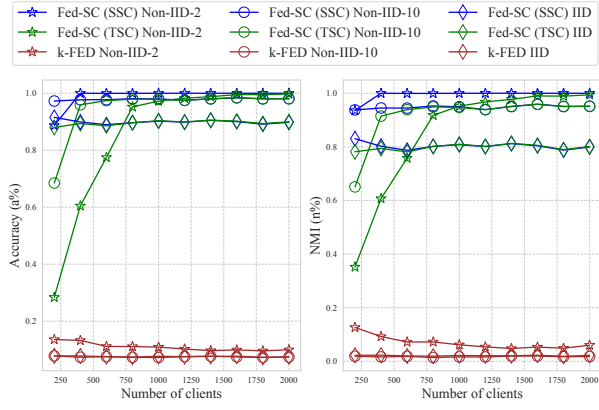 Fed-SC (SSC) Non-IID-2 Fed-SC (SSC) Non-IID-10 Fed-SC (SSC) IID
Fed-SC (TSC) Non-IID-2 Fed-SC (TSC) Non-IID-10 Fed-SC (TSC) IID
k-FED Non-IID-2 k-FED Non-IID-10 k-FED IID
Accuracy (a%)
1.0
0.8
0.6
0.4
0.2
250 500 750 1000 1250 1500 1750 2000
Number of clients
NMI (n%)
1.0
0.8
0.6
0.4
0.2
0.0
250 500 750 1000 1250 1500 1750 2000
Number of clients